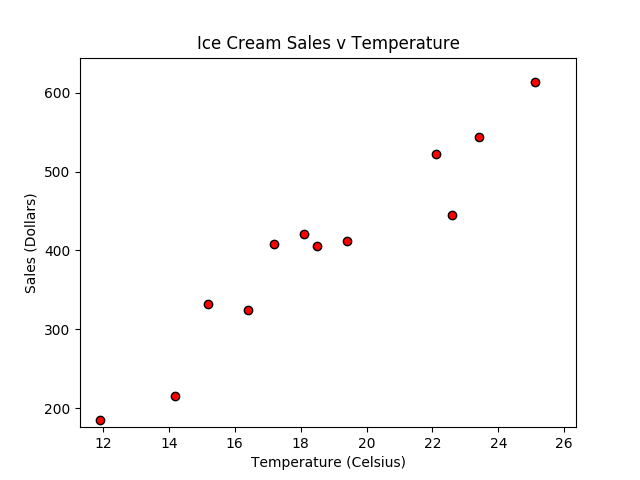 Ice Cream Sales v Temperature
600
500
400
300
200
Sales (Dollars)
12 14 16 18 20 22 24 26
Temperature (Celsius)